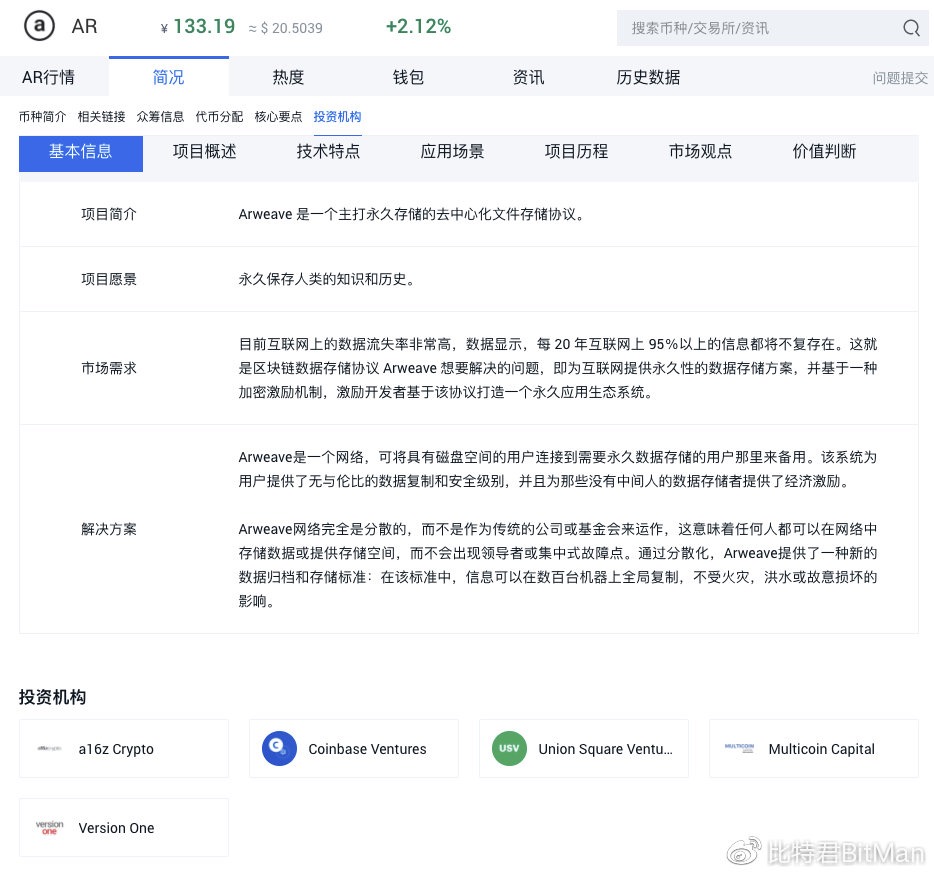 a AR ¥ 133.19 ≈ $ 20.5039 +2.12% 搜索币种/交易所/资讯
AR行情 简况 热度 钱包 资讯 历史数据 问题提交
币种简介 相关链接 众筹信息 代币分配 核心要点 投资机构
基本信息 项目概述 技术特点 应用场景 项目历程 市场观点 价值判断
项目简介 Arweave 是一个主打永久存储的去中心化文件存储协议。
项目愿景 永久保存人类的知识和历史。
目前互联网上的数据流失率非常高，数据显示，每 20 年互联网上 95%以上的信息都将不复存在。这就
市场需求 是区块链数据存储协议 Arweave 想要解决的问题，即为互联网提供永久性的数据存储方案，并基于一种
加密激励机制，激励开发者基于该协议打造一个永久应用生态系统。
Arweave是一个网络，可将具有磁盘空间的用户连接到需要永久数据存储的用户那里来备用。该系统为
用户提供了无与伦比的数据复制和安全级别，并且为那些没有中间人的数据存储者提供了经济激励。
解决方案 Arweave网络完全是分散的，而不是作为传统的公司或基金会来运作，这意味着任何人都可以在网络中
存储数据或提供存储空间，而不会出现领导者或集中式故障点。通过分散化，Arweave提供了一种新的
数据归档和存储标准：在该标准中，信息可以在数百台机器上全局复制，不受火灾，洪水或故意损坏的
影响。
投资机构
a16z Crypto C Coinbase Ventures USV Union Square Ventu... MULTICOIN Multicoin Capital
version one Version One
比特君BitMan